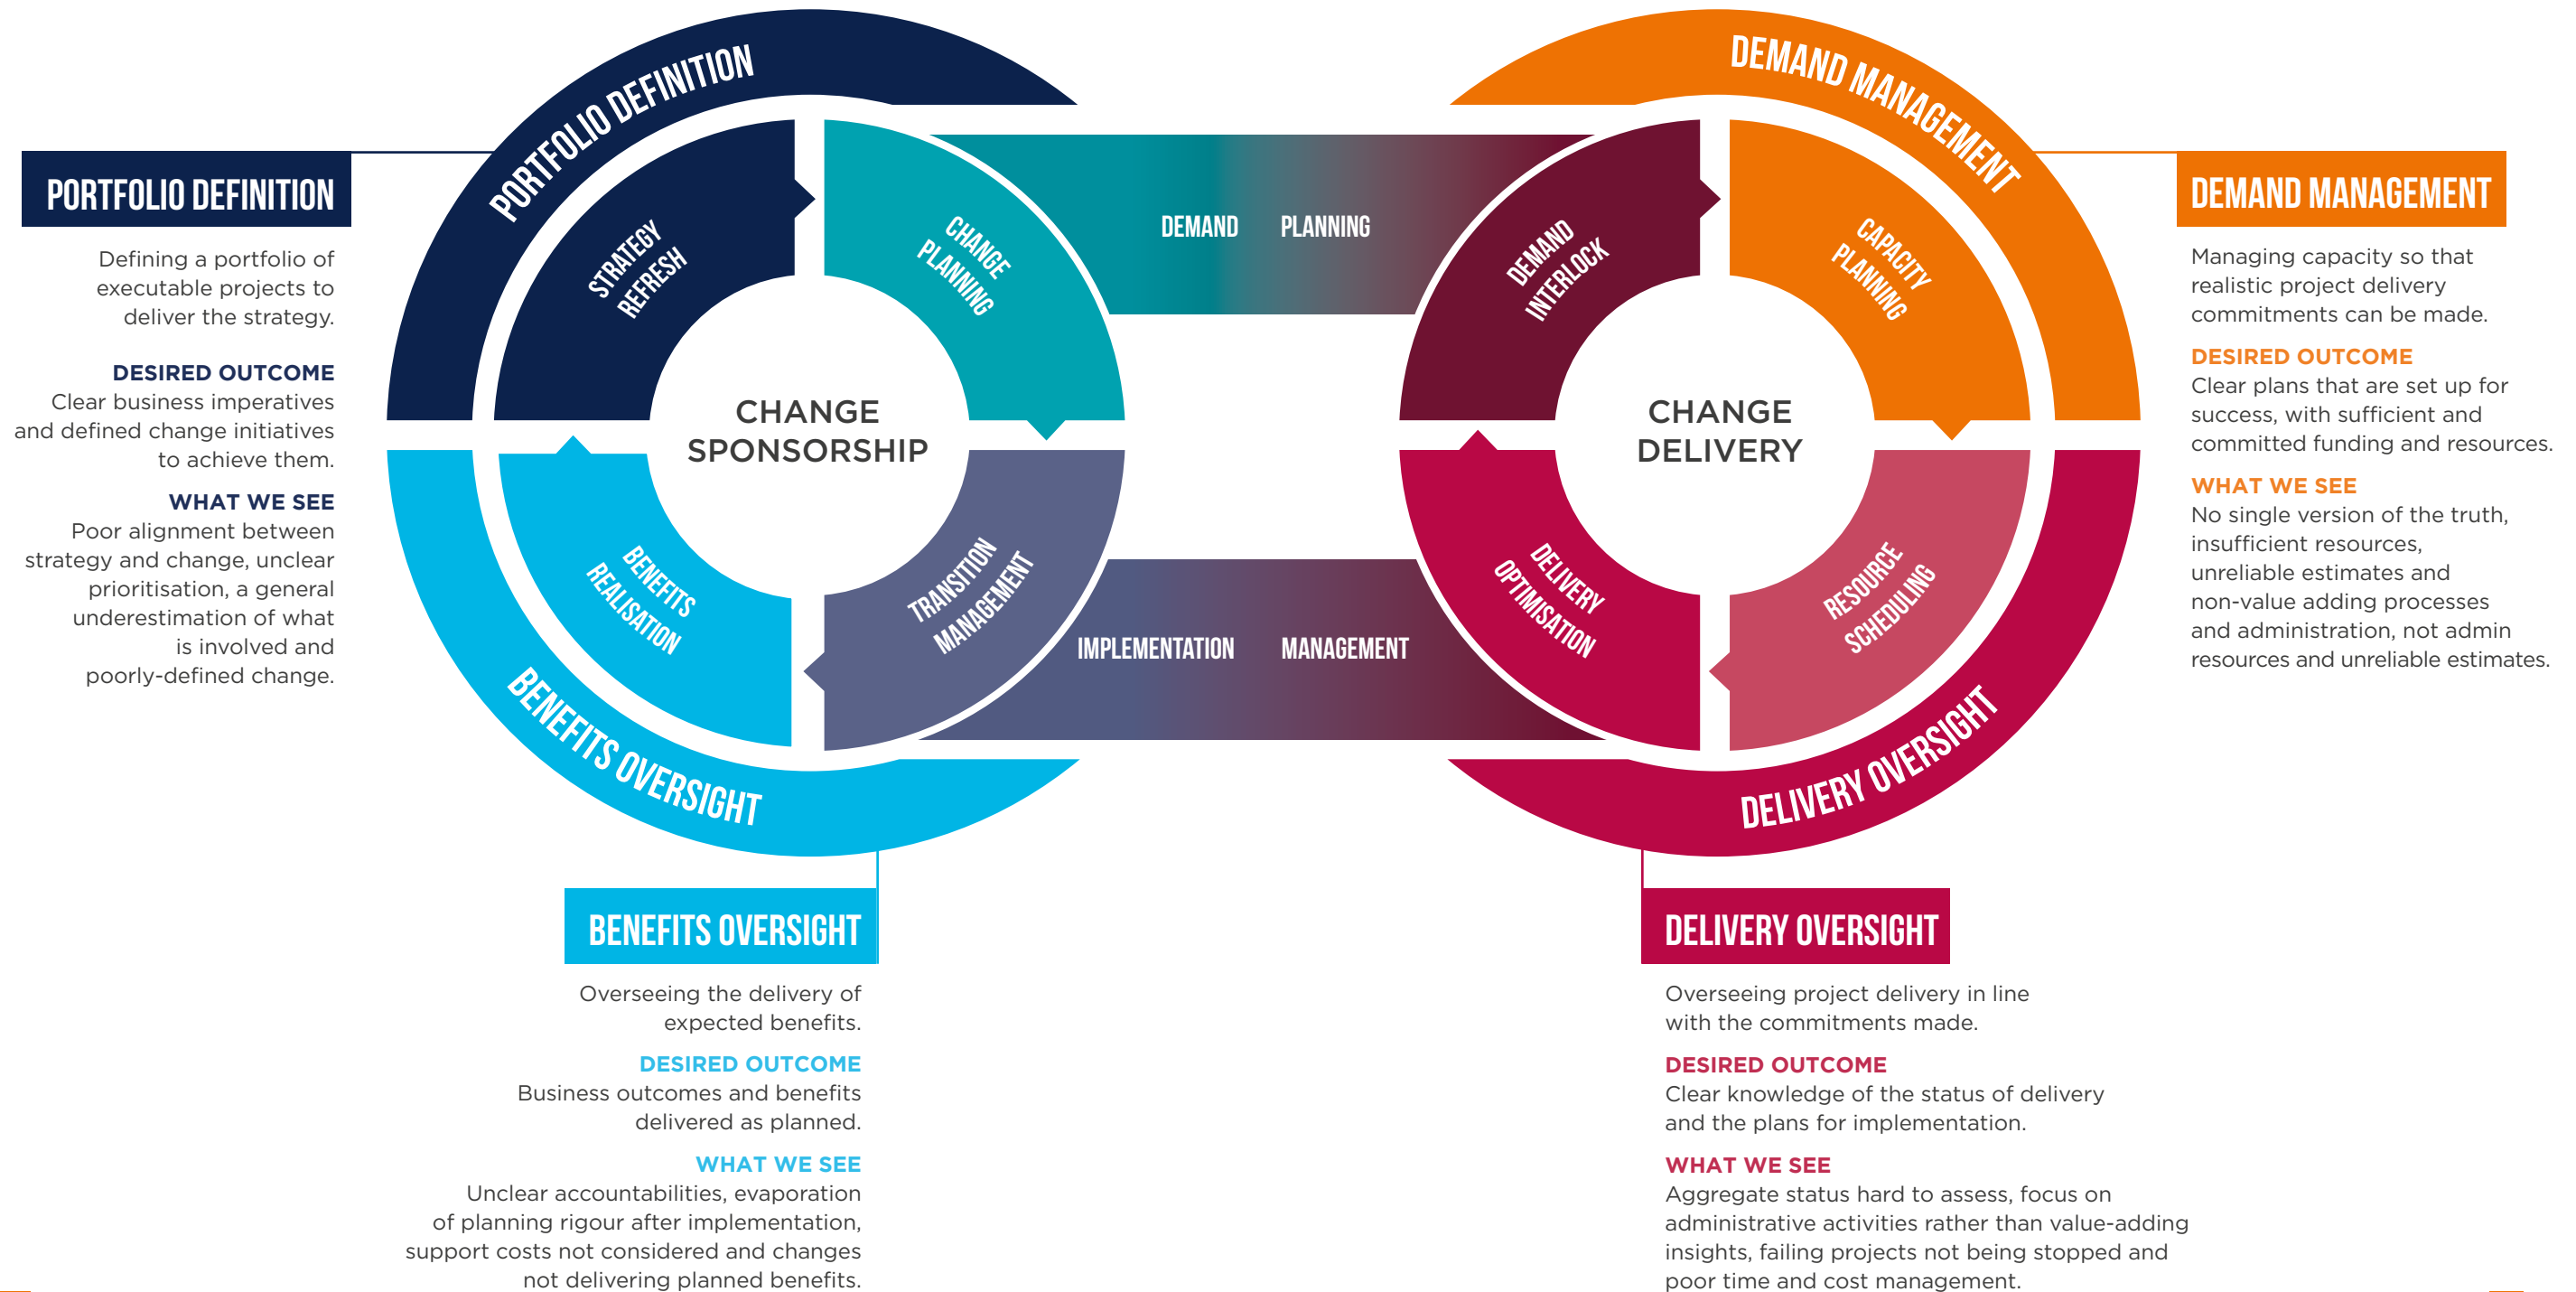 PORTFOLIO DEFINITION
DEMAND MANAGEMENT
PORTFOLIO DEFINITION
Defining a portfolio of
executable projects to
deliver the strategy.
DESIRED OUTCOME
Clear business imperatives
and defined change initiatives
to achieve them.
WHAT WE SEE
Poor alignment between
strategy and change, unclear
prioritisation, a general
underestimation of what
is involved and
poorly-defined change.
STRATEGY
REFRESH
CHANGE
PLANNING
CHANGE
SPONSORSHIP
BENEFITS
REALISATION
TRANSITION
MANAGEMENT
BENEFITS OVERSIGHT
DEMAND PLANNING
IMPLEMENTATION MANAGEMENT
DEMAND
INTERLOCK
CAPACITY
PLANNING
CHANGE
DELIVERY
DELIVERY
OPTIMISATION
RESOURCE
SCHEDULING
DELIVERY OVERSIGHT
DEMAND MANAGEMENT
Managing capacity so that
realistic project delivery
commitments can be made.
DESIRED OUTCOME
Clear plans that are set up for
success, with sufficient and
committed funding and resources.
WHAT WE SEE
No single version of the truth,
insufficient resources,
unreliable estimates and
non-value adding processes
and administration, not admin
resources and unreliable estimates.
BENEFITS OVERSIGHT
Overseeing the delivery of
expected benefits.
DESIRED OUTCOME
Business outcomes and benefits
delivered as planned.
WHAT WE SEE
Unclear accountabilities, evaporation
of planning rigour after implementation,
support costs not considered and changes
not delivering planned benefits.
DELIVERY OVERSIGHT
Overseeing project delivery in line
with the commitments made.
DESIRED OUTCOME
Clear knowledge of the status of delivery
and the plans for implementation.
WHAT WE SEE
Aggregate status hard to assess, focus on
administrative activities rather than value-adding
insights, failing projects not being stopped and
poor time and cost management.